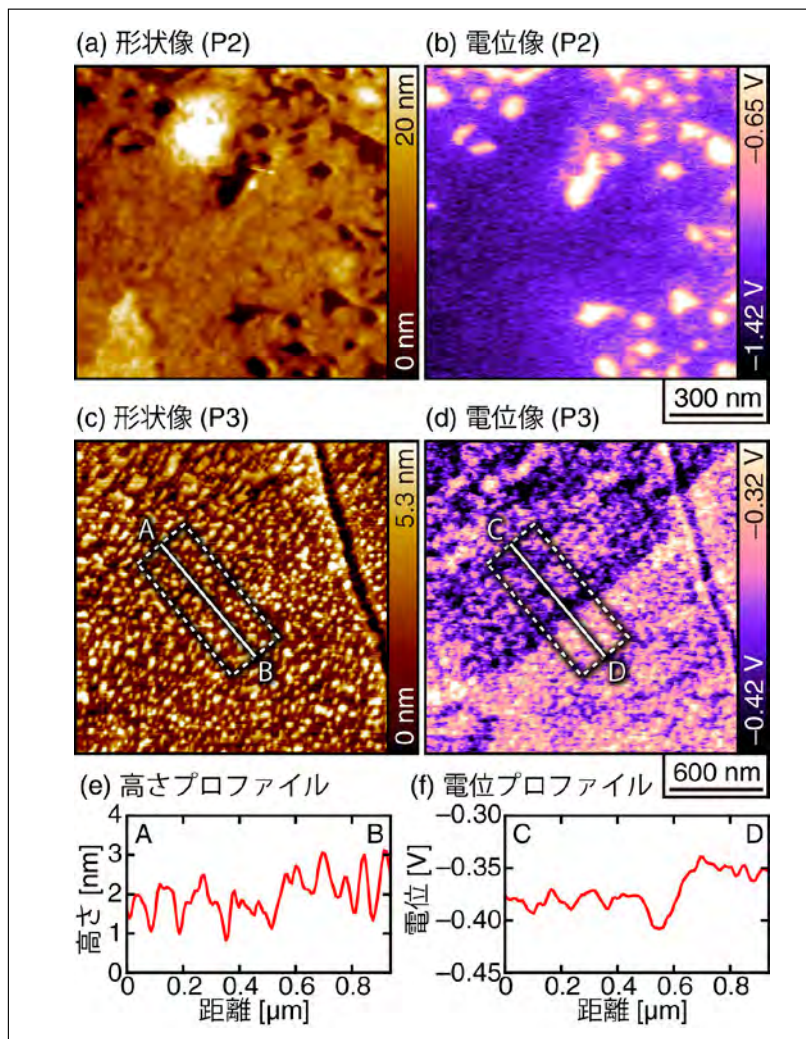 (a) 形状像 (P2)
(b) 電位像 (P2)
20 nm
0 nm
−0.65 V
−1.42 V
300 nm
(c) 形状像 (P3)
(d) 電位像 (P3)
5.3 nm
0 nm
−0.32 V
−0.42 V
A
B
C
D
600 nm
(e) 高さプロファイル
(f) 電位プロファイル
A
B
高さ [nm]
4
3
2
1
0
0 0.2 0.4 0.6 0.8
距離 [μm]
C
D
電位 [V]
−0.30
−0.35
−0.40
−0.45
0 0.2 0.4 0.6 0.8
距離 [μm]